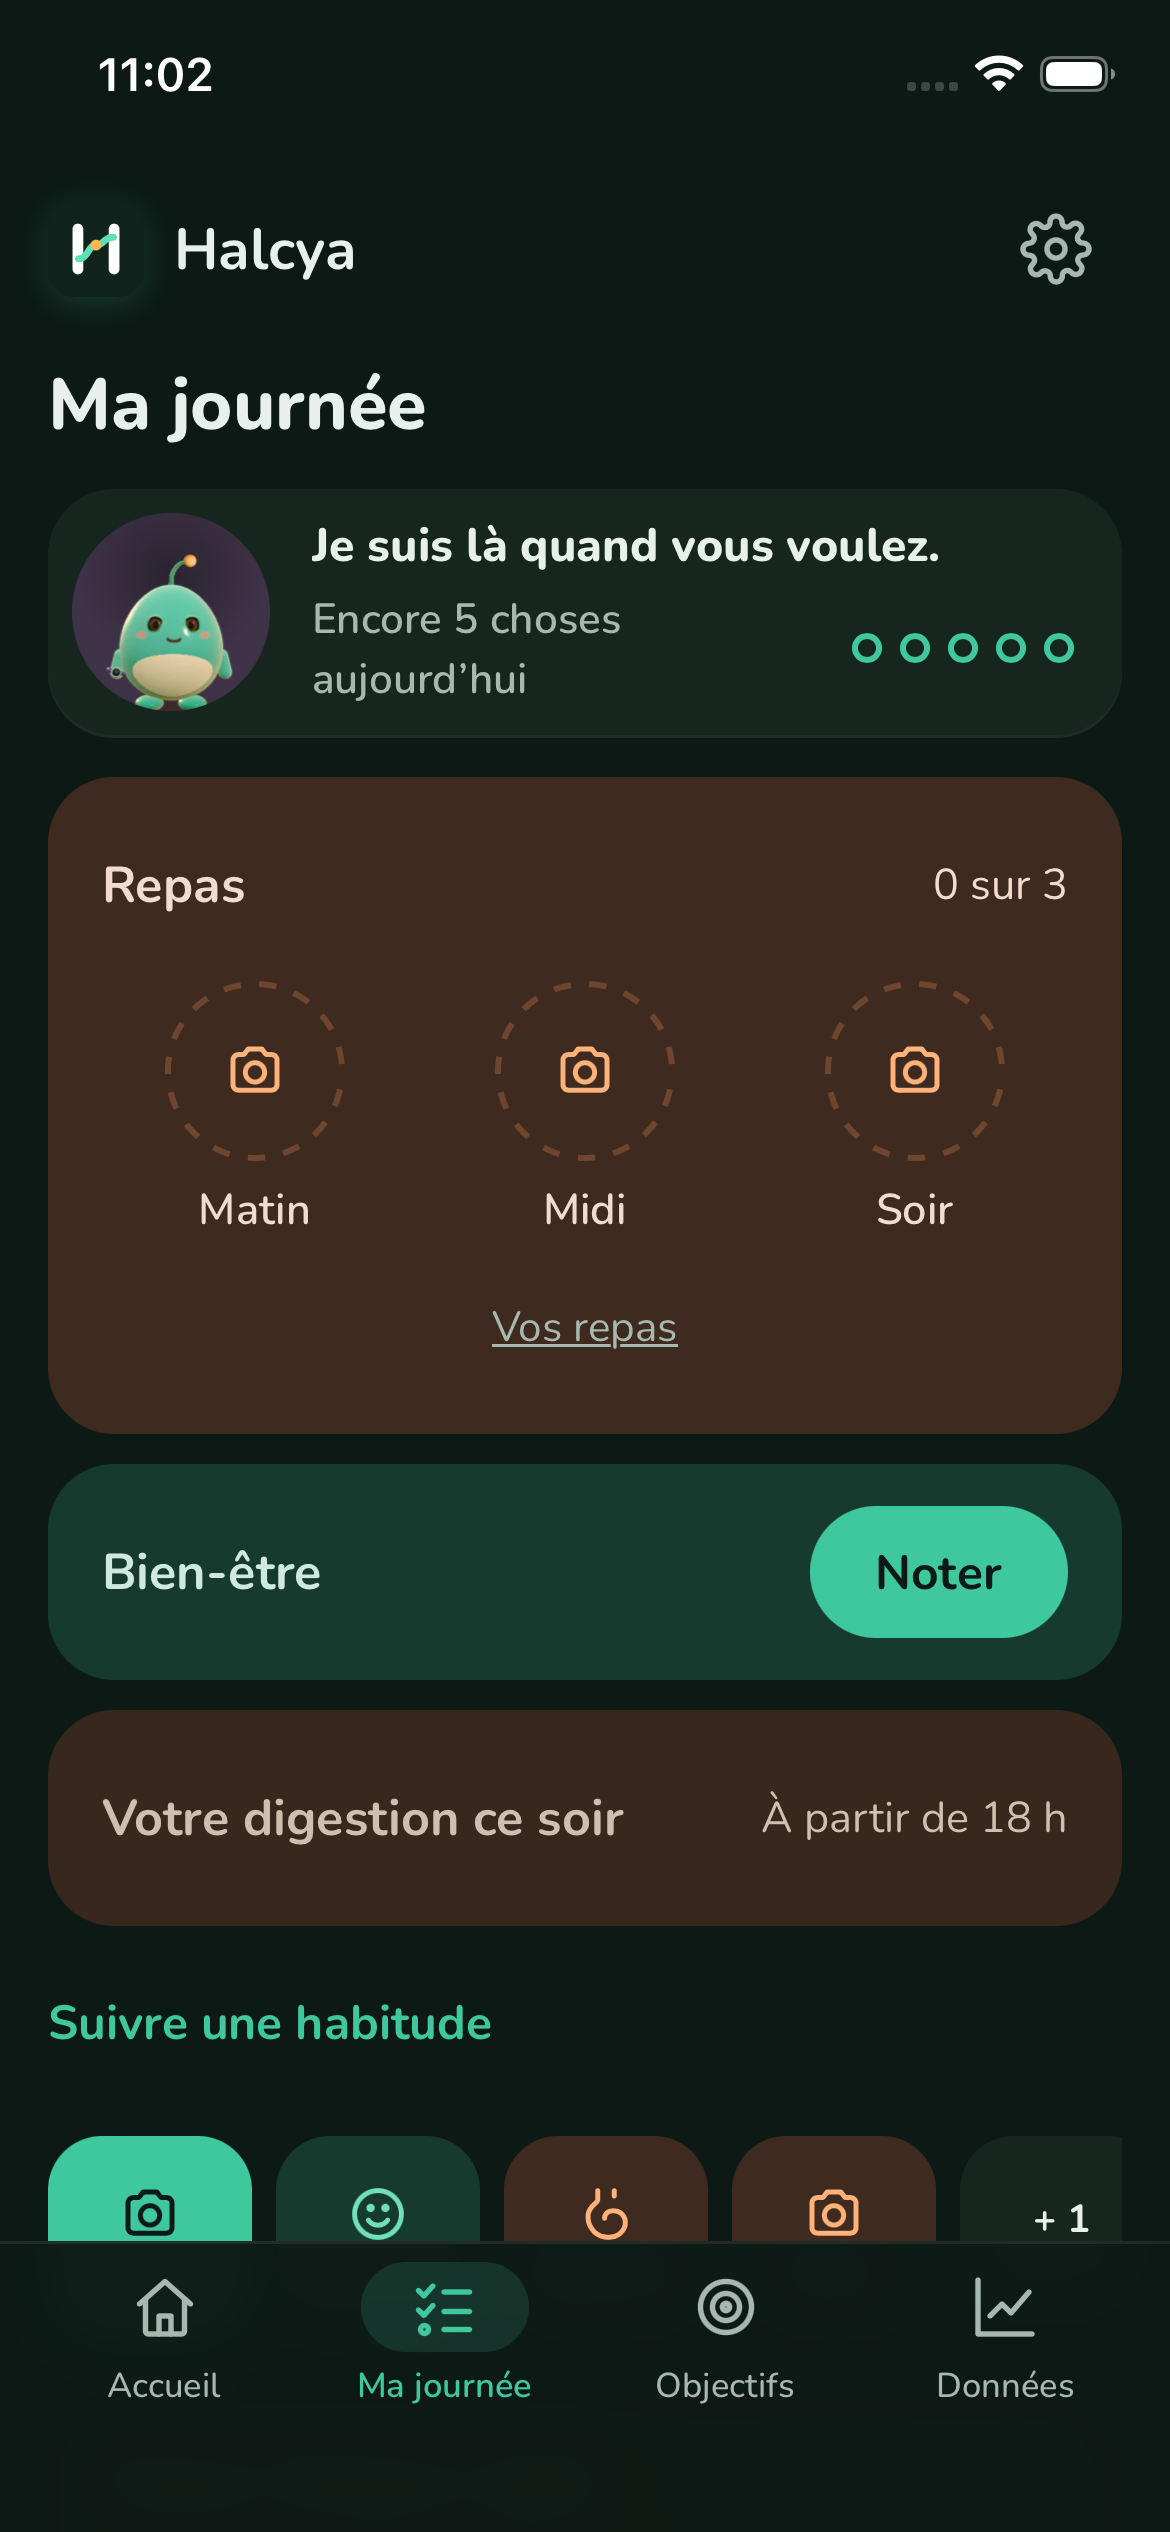 11:02
Halcya
Ma journée
Je suis là quand vous voulez.
Encore 5 choses
aujourd’hui
Repas
0 sur 3
Matin
Midi
Soir
Vos repas
Bien-être
Noter
Votre digestion ce soir
À partir de 18 h
Suivre une habitude
+ 1
Accueil
Ma journée
Objectifs
Données